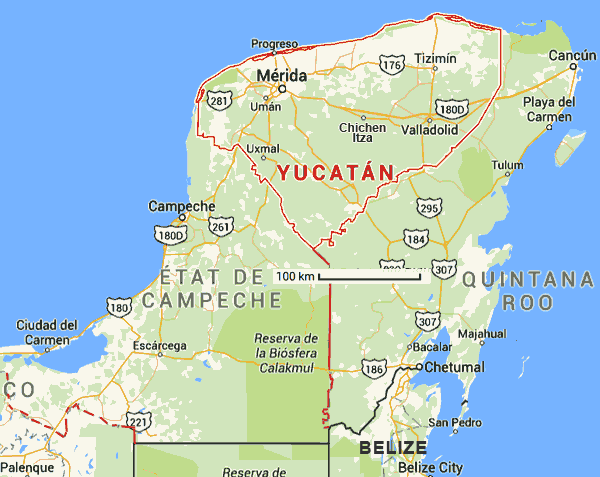 Progreso
Mérida
Umán
281
176
Tizimín
Cancún
180D
Playa del
Carmen
Chichen
Itza
Valladolid
Uxmal
YUCATÁN
Tulum
Campeche
180D
261
295
184
307
100 km
ÉTAT DE
CAMPECHE
QUINTANA
ROO
180
307
Ciudad del
Carmen
Escárcega
Reserva de
la Biósfera
Calakmul
Bacalar
Majahual
186
Chetumal
CO
221
San Pedro
BELIZE
Palenque
Reserva de
Belize City